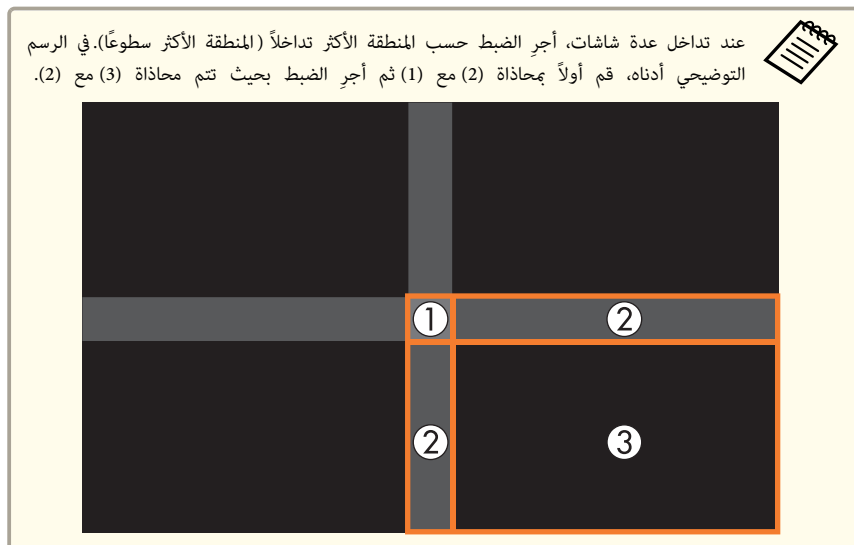 عند تداخل عدة شاشات، أجرِ الضبط حسب المنطقة الأكثر تداخلاً (المنطقة الأكثر سطوعًا). في الرسم
التوضيحي أدناه، قم أولاً بمحاذاة (2) مع (1) ثم أجرِ الضبط بحيث تتم محاذاة (3) مع (2).
1
2
2
3